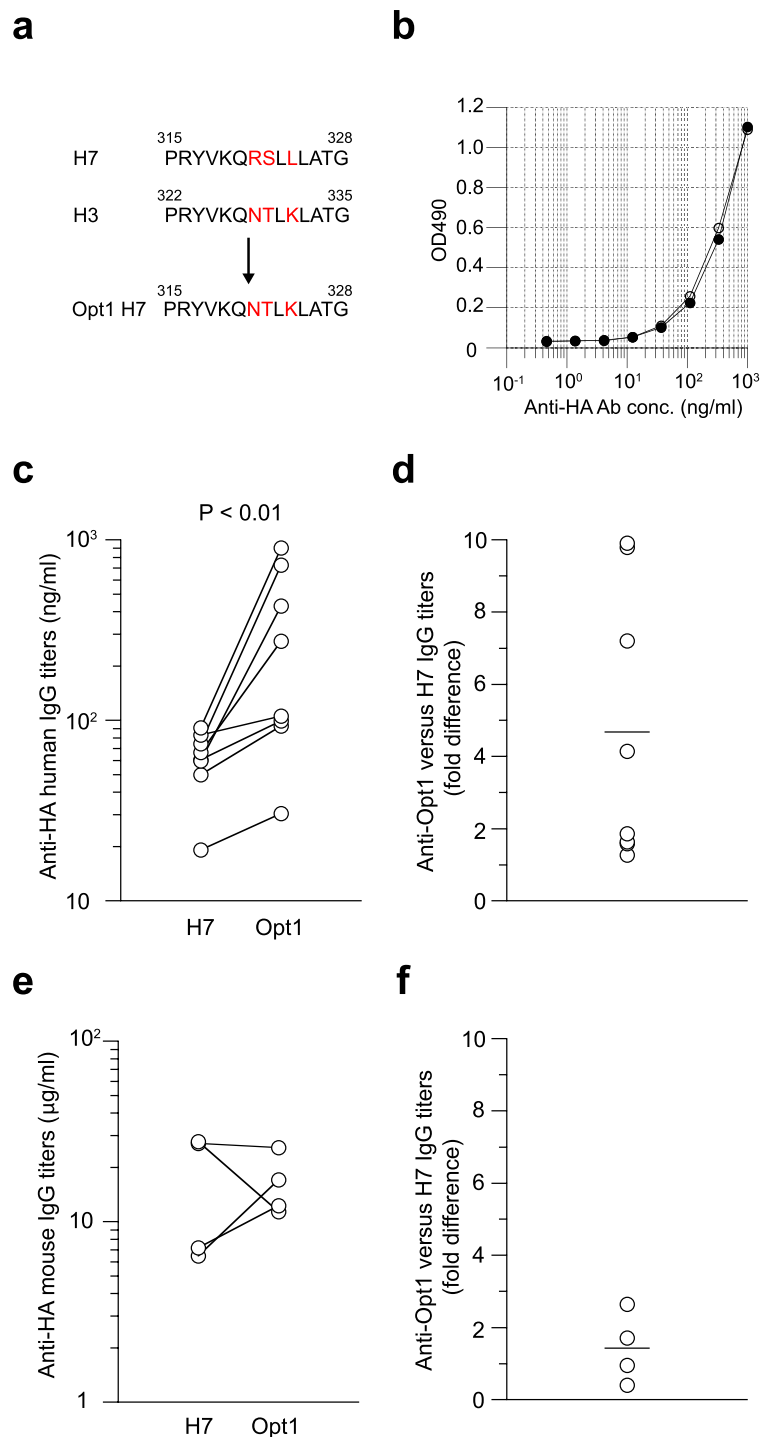 a
315 328
H7 PRYVKQRSLLLATG
322 335
H3 PRYVKQNTLKLATG
315 328
Opt1 H7 PRYVKQNTLKLATG
b
OD490
1.2
1.0
0.8
0.6
0.4
0.2
0
10-1 100 101 102 103
Anti-HA Ab conc. (ng/ml)
c
P < 0.01
Anti-HA human IgG titers (ng/ml)
103
102
10
H7 Opt1
d
Anti-Opt1 versus H7 IgG titers
(fold difference)
10
8
6
4
2
0
e
Anti-HA mouse IgG titers (µg/ml)
102
10
1
H7 Opt1
f
Anti-Opt1 versus H7 IgG titers
(fold difference)
10
8
6
4
2
0